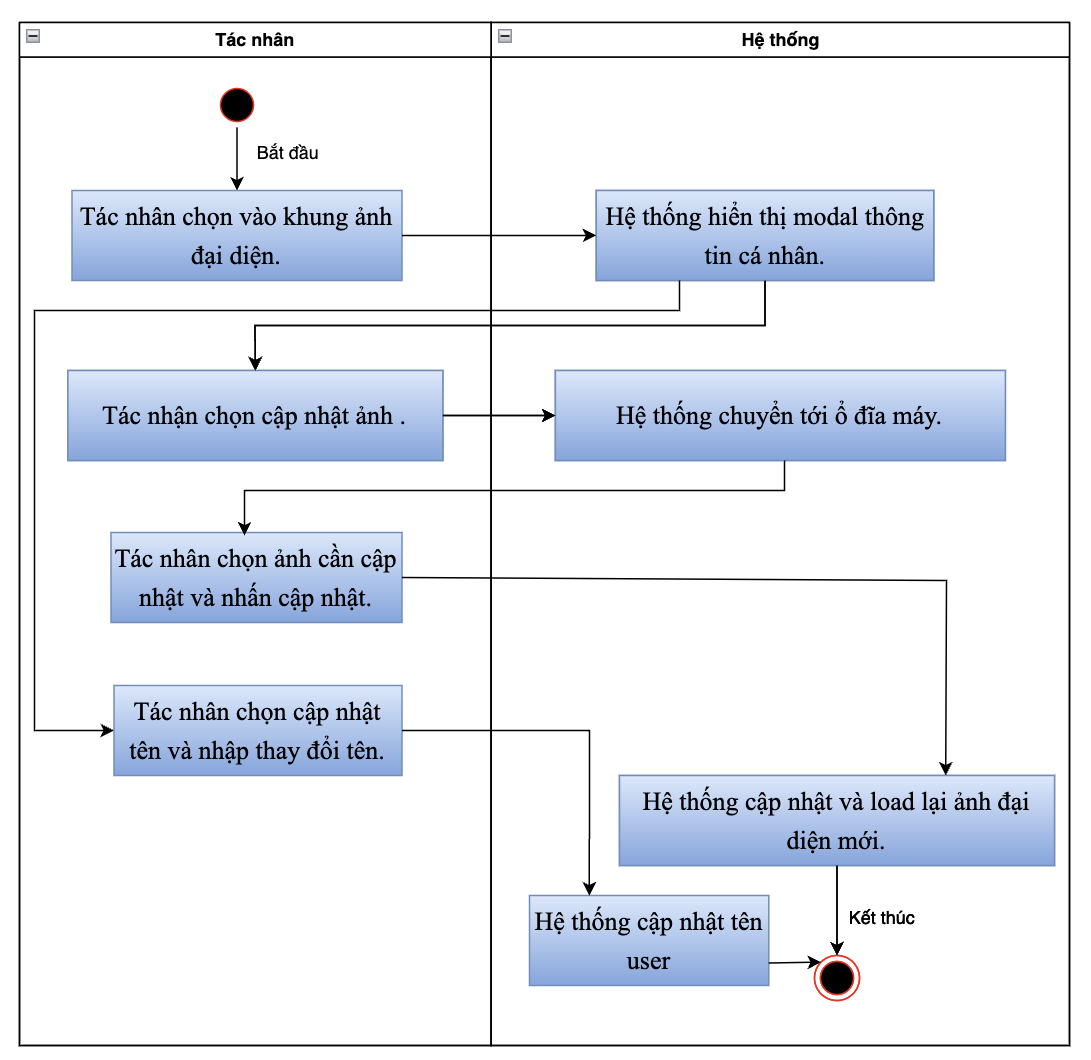 Tác nhân
Hệ thống
Bắt đầu
Tác nhân chọn vào khung ảnh
đại diện.
Hệ thống hiển thị modal thông
tin cá nhân.
Tác nhận chọn cập nhật ảnh .
Hệ thống chuyển tới ổ đĩa máy.
Tác nhân chọn ảnh cần cập
nhật và nhấn cập nhật.
Tác nhân chọn cập nhật
tên và nhập thay đổi tên.
Hệ thống cập nhật và load lại ảnh đại
diện mới.
Hệ thống cập nhật tên
user
Kết thúc